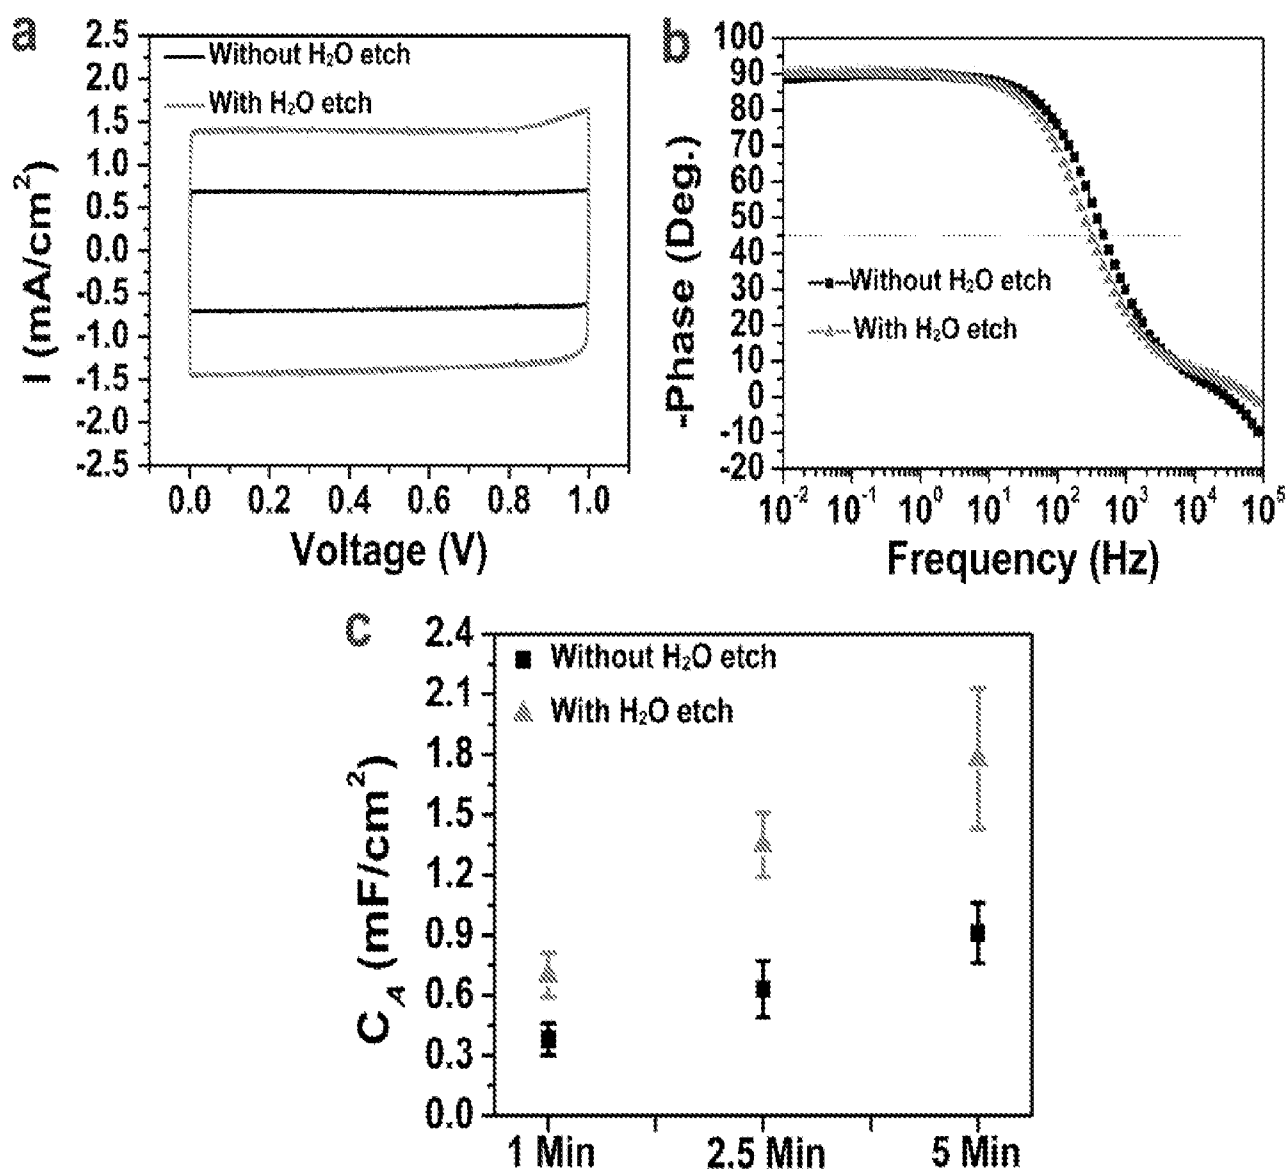 a
2.5
2.0
1.5
1.0
0.5
0.0
-0.5
-1.0
-1.5
-2.0
-2.5
I (mA/cm²)
Without H₂O etch
With H₂O etch
0.0 0.2 0.4 0.6 0.8 1.0
Voltage (V)
b
100
90
80
70
60
50
40
30
20
10
0
-10
-20
-Phase (Deg.)
Without H₂O etch
With H₂O etch
10⁻² 10⁻¹ 10⁰ 10¹ 10² 10³ 10⁴ 10⁵
Frequency (Hz)
c
2.4
2.1
1.8
1.5
1.2
0.9
0.6
0.3
0.0
C_A (mF/cm²)
Without H₂O etch
With H₂O etch
1 Min 2.5 Min 5 Min